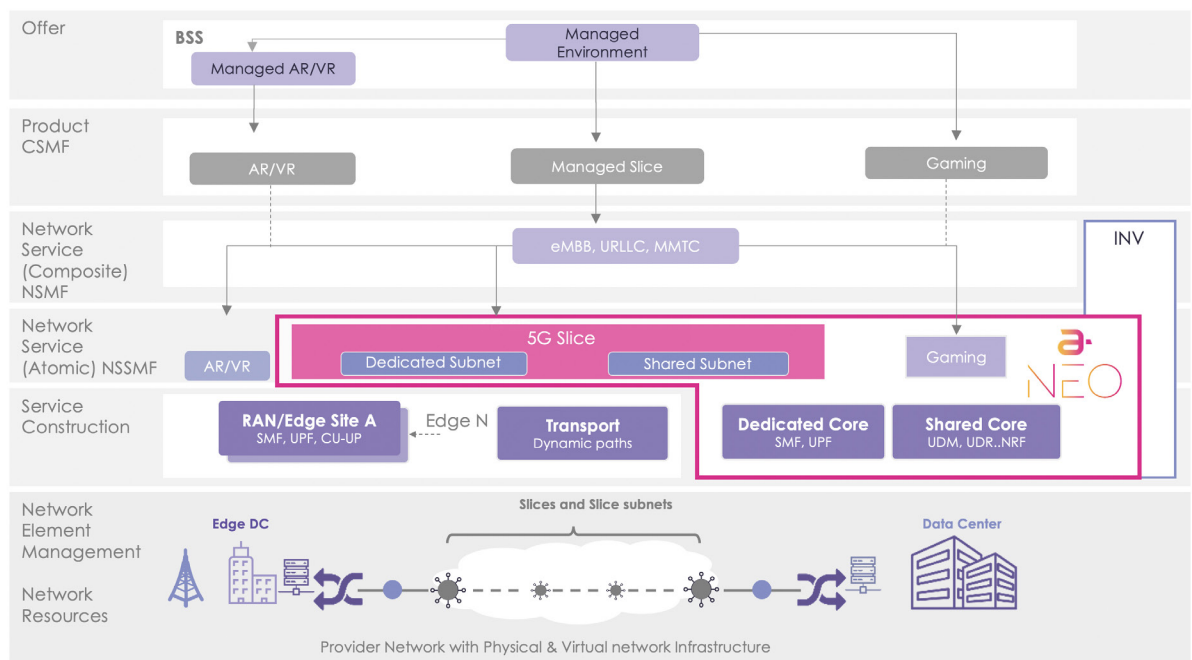 Offer
BSS
Managed
Environment
Managed AR/VR
Product
CSMF
AR/VR
Managed Slice
Gaming
Network
Service
(Composite)
NSMF
eMBB, URLLC, MMTC
INV
Network
Service
(Atomic) NSSMF
AR/VR
5G Slice
Dedicated Subnet
Shared Subnet
Gaming
a.
NEO
Service
Construction
RAN/Edge Site A
SMF, UPF, CU-UP
Edge N
Transport
Dynamic paths
Dedicated Core
SMF, UPF
Shared Core
UDM, UDR..NRF
Network
Element
Management
Network
Resources
Slices and Slice subnets
Edge DC
Data Center
Provider Network with Physical & Virtual network Infrastructure